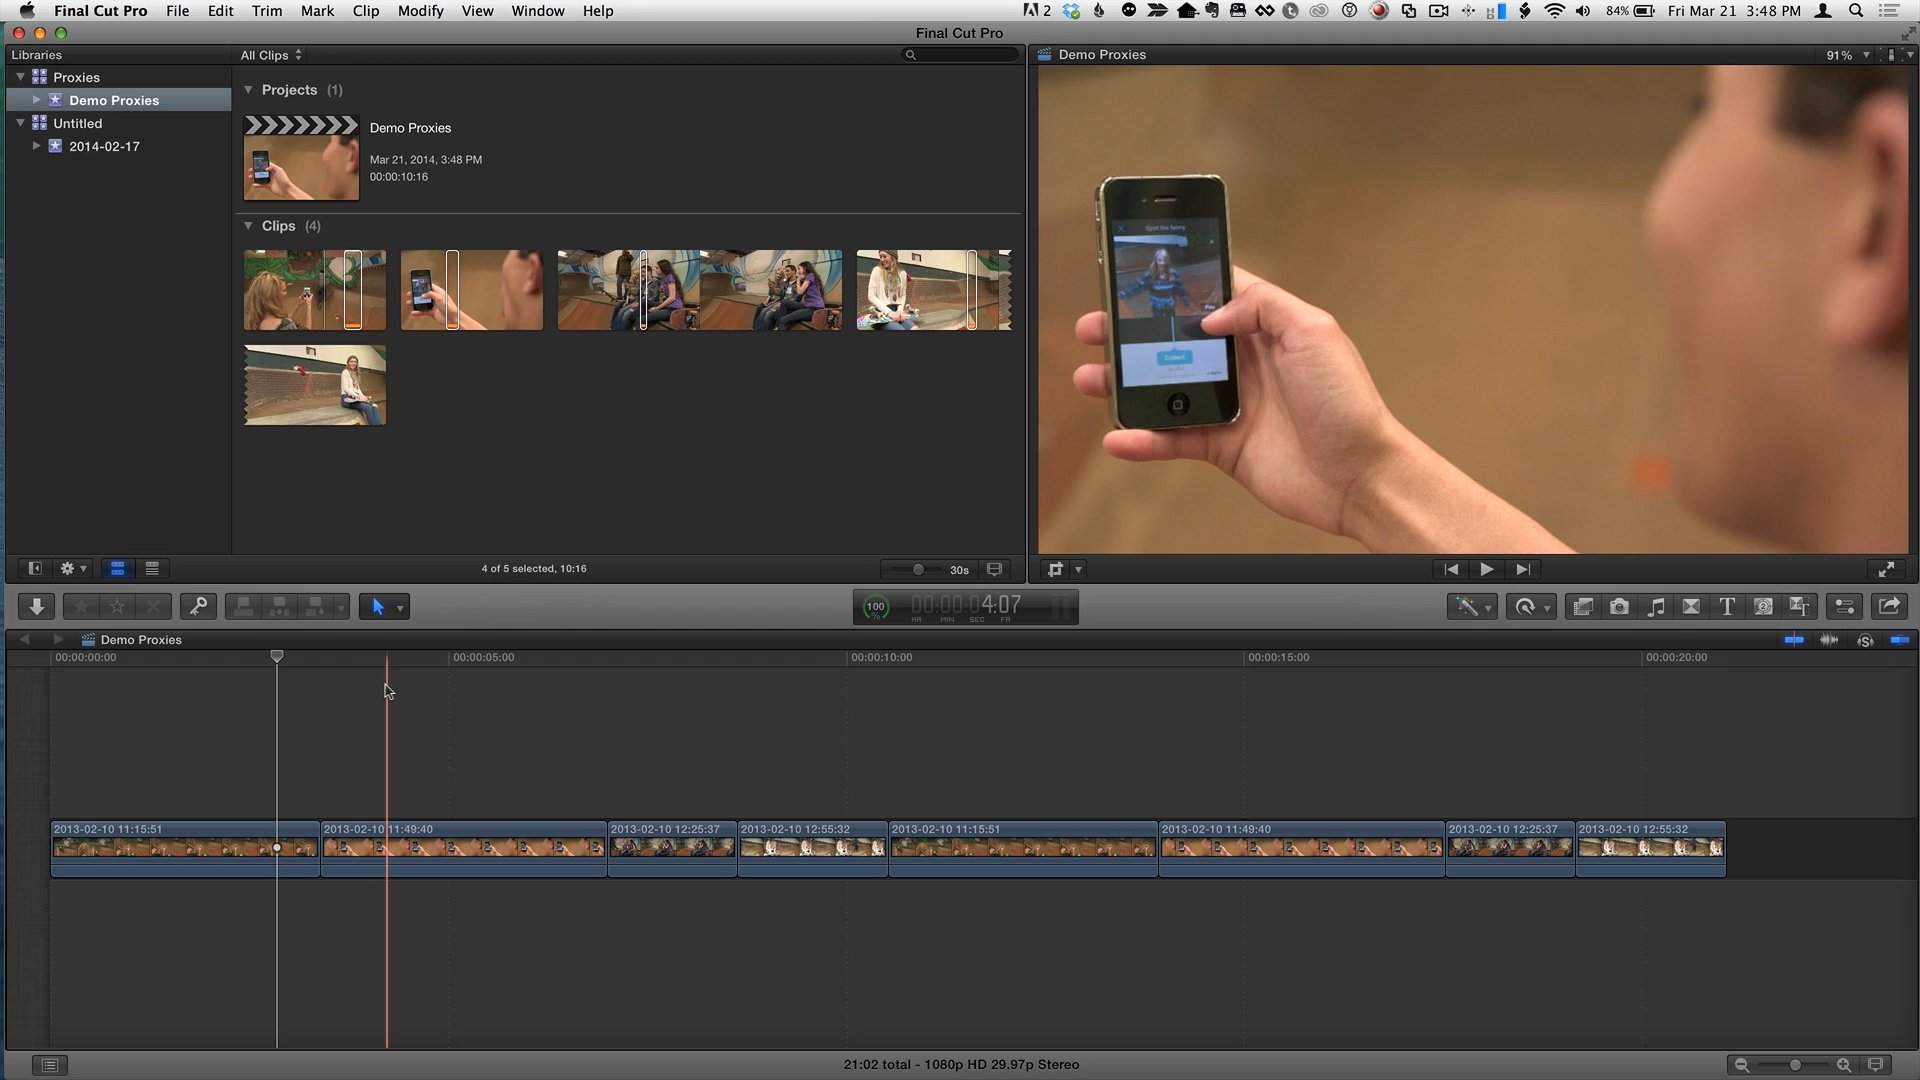 Final Cut Pro File Edit Trim Mark Clip Modify View Window Help
2
84% Fri Mar 21 3:48 PM
Final Cut Pro
Libraries
All Clips
Demo Proxies
91%
Proxies
Demo Proxies
Untitled
2014-02-17
Projects (1)
Demo Proxies
Mar 21, 2014, 3:48 PM
00:00:10:16
Clips (4)
Collect
4 of 5 selected, 10:16
30s
100
%
00:00:04:07
HR MIN SEC FR
Demo Proxies
00:00:00:00 00:00:05:00 00:00:10:00 00:00:15:00 00:00:20:00
2013-02-10 11:15:51
2013-02-10 11:49:40
2013-02-10 12:25:37
2013-02-10 12:55:32
2013-02-10 11:15:51
2013-02-10 11:49:40
2013-02-10 12:25:37
2013-02-10 12:55:32
21:02 total - 1080p HD 29.97p Stereo